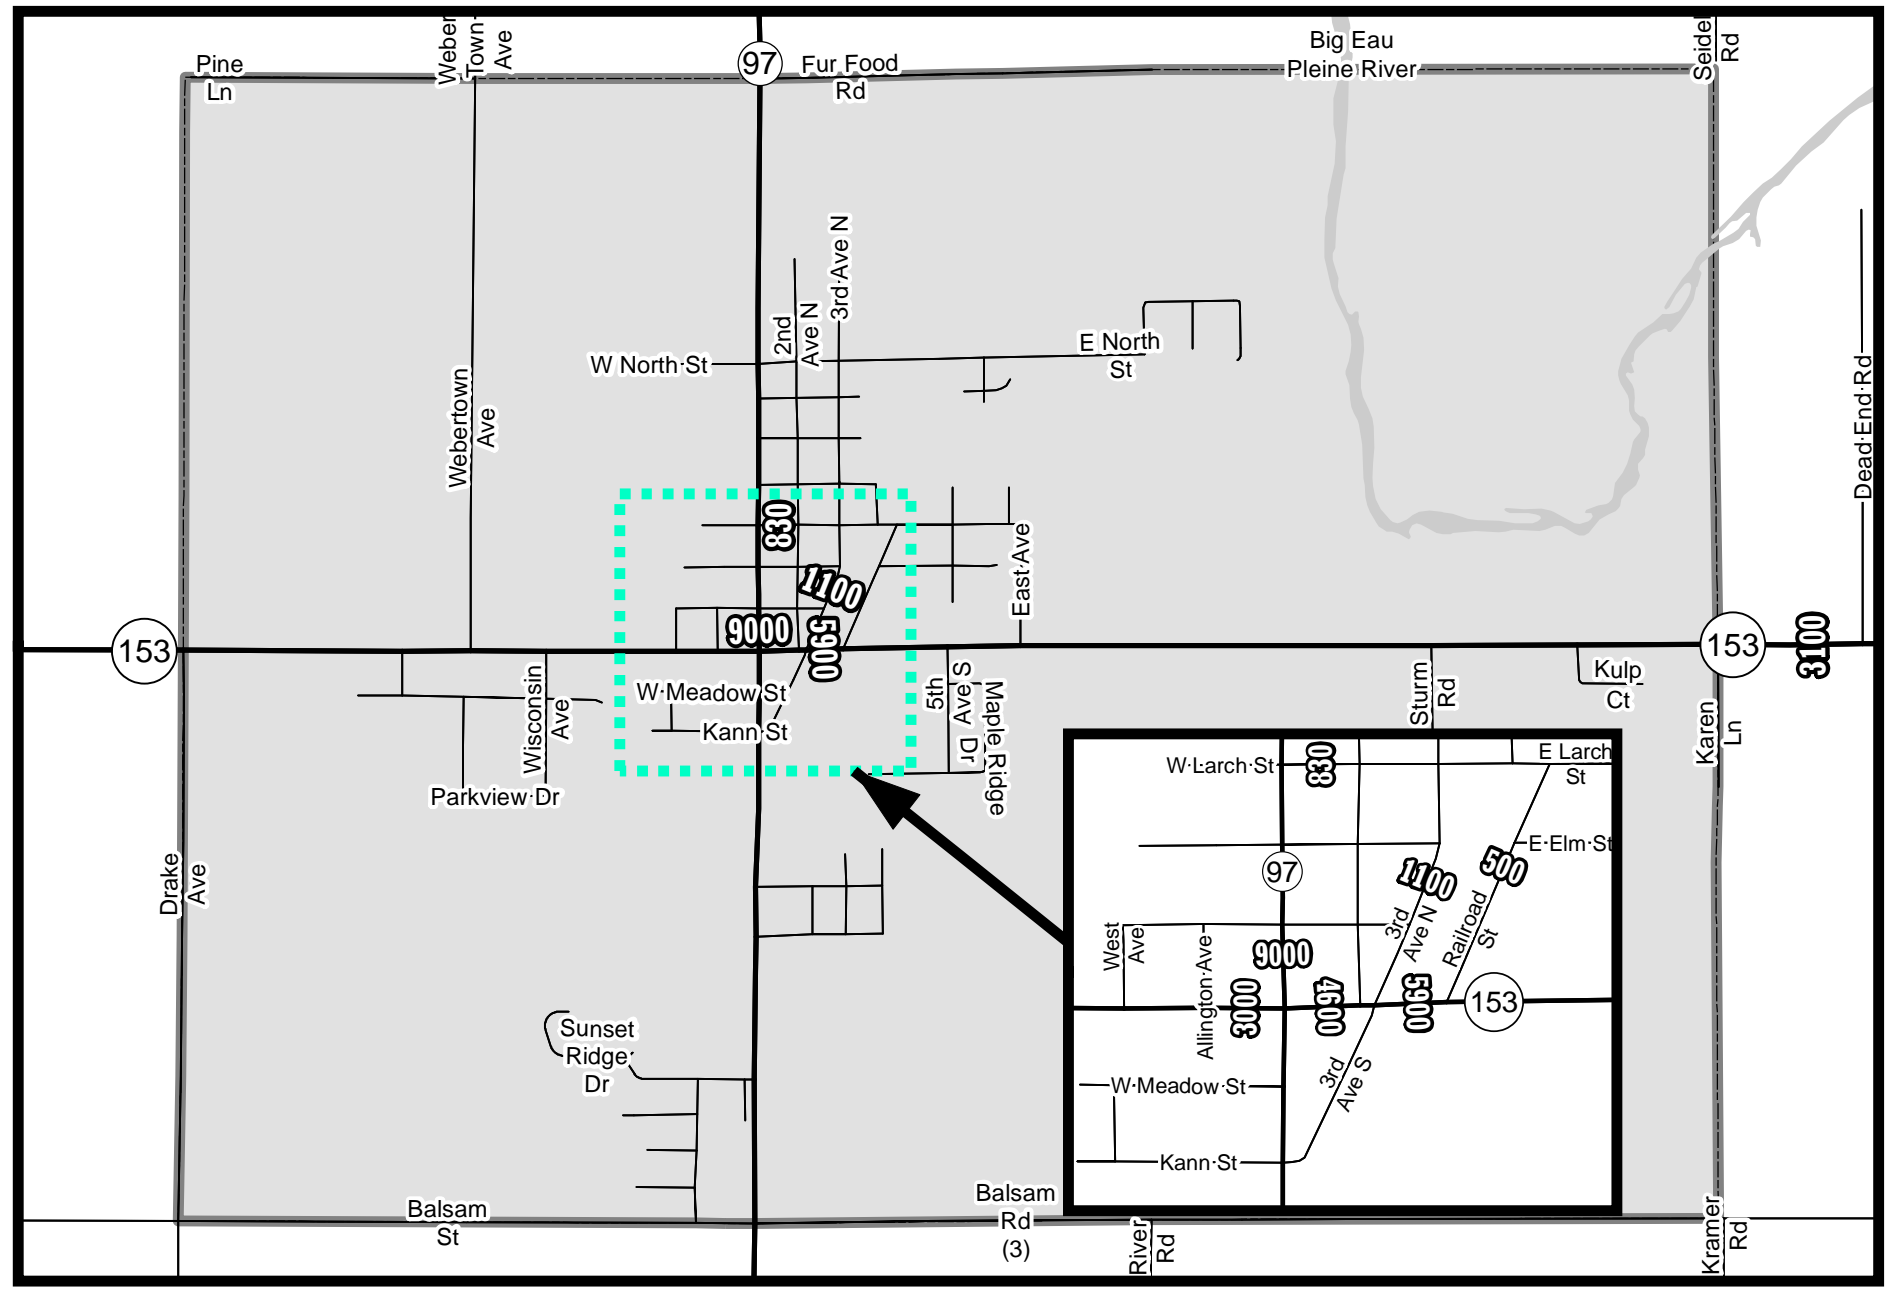 Pine
Ln
Weber
Town-
Ave
97
Fur Food
Rd
Big Eau
Pleine River
Seidel
Rd
3rd Ave N
2nd
Ave N
W North St
E North
St
Webertown
Ave
Dead End Rd
830
1100
9000
5900
East Ave
153
153
3100
W Meadow St
Kann St
Wisconsin
Ave
Parkview Dr
5th
Ave S
Maple Ridge
Dr
Sturm
Rd
Kulp
Ct
Karen
Ln
Drake
Ave
W Larch St
830
E Larch
St
E Elm St
97
1100
500
3rd
Ave N
Railroad
St
West
Ave
Allington Ave
9000
3000
4600
5900
153
3rd
Ave S
W Meadow St
Kann St
Sunset
Ridge
Dr
Balsam
St
Balsam
Rd
(3)
River
Rd
Kramer
Rd